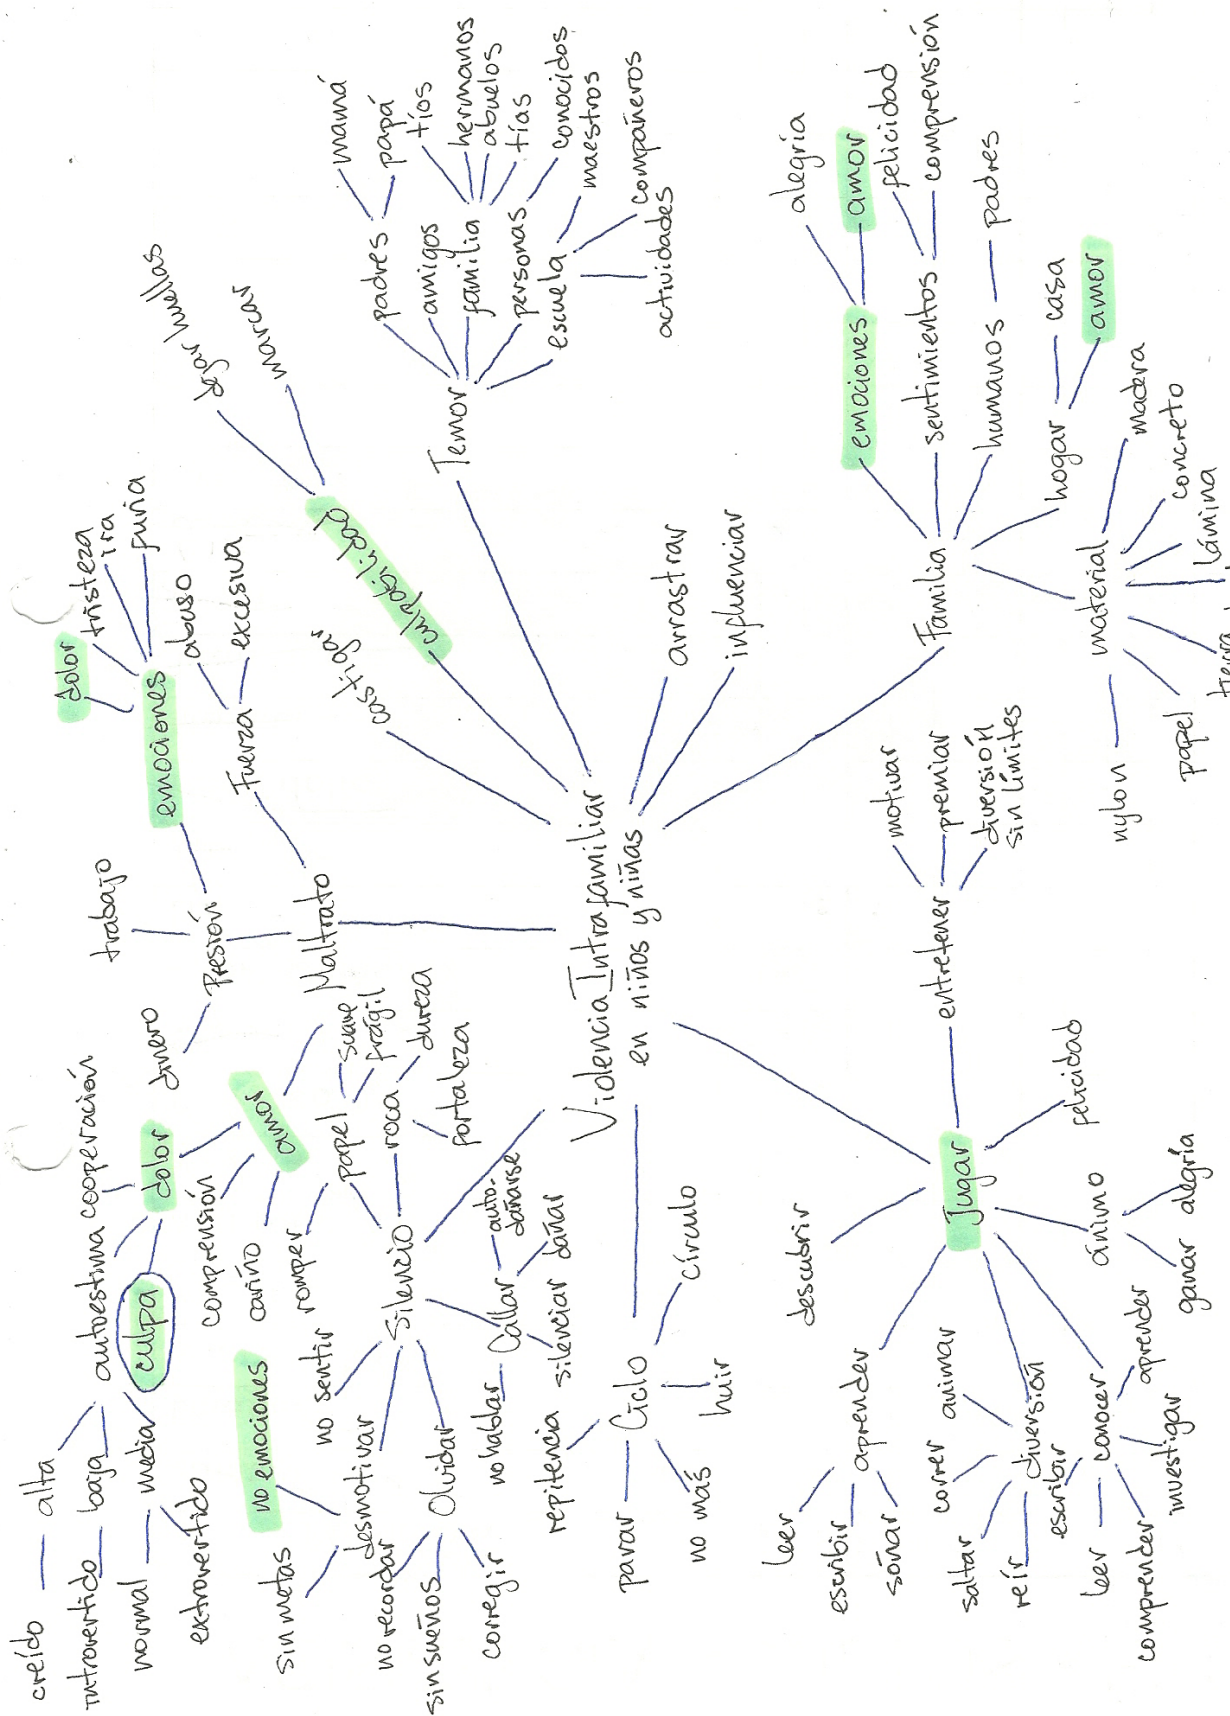 Violencia Intrafamiliar
en niños y niñas
Maltrato
Presión
dinero
trabajo
emociones
dolor
tristeza
ira
furia
Fuerza
abuso
excesiva
castigar
culpabilidad
dejar huellas
marcar
Temor
padres
mamá
papá
amigos
familia
tíos
hermanos
abuelos
tías
personas
conocidos
escuela
maestros
compañeros
actividades
arrastrar
influenciar
Familia
emociones
alegría
amor
sentimientos
felicidad
comprensión
humanos
padres
hogar
casa
amor
material
madera
concreto
lámina
papel
nylon
Jugar
entretener
motivar
premiar
diversión
sin límites
felicidad
ánimo
alegría
ganar
conocer
aprender
investigar
comprender
leer
escribir
diversión
animar
correr
saltar
reír
aprender
leer
escribir
soñar
descubrir
Ciclo
círculo
huir
no más
parar
repitencia
Silencio
papel
suave
frágil
romper
roca
dureza
fortaleza
Callar
auto-
dañarse
dañar
silenciar
no hablar
Olvidar
no recordar
sin sueños
corregir
desmotivar
no emociones
sin metas
no sentir
amor
cariño
comprensión
dolor
cooperación
autoestima
culpa
alta
creído
baja
introvertido
media
normal
extrovertido